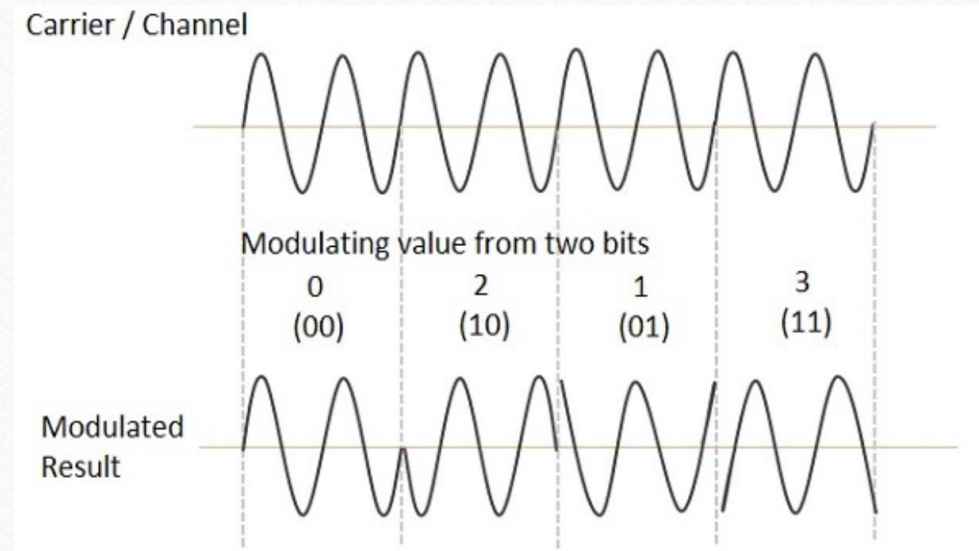 Carrier / Channel
Modulating value from two bits
0 2 1 3
(00) (10) (01) (11)
Modulated
Result